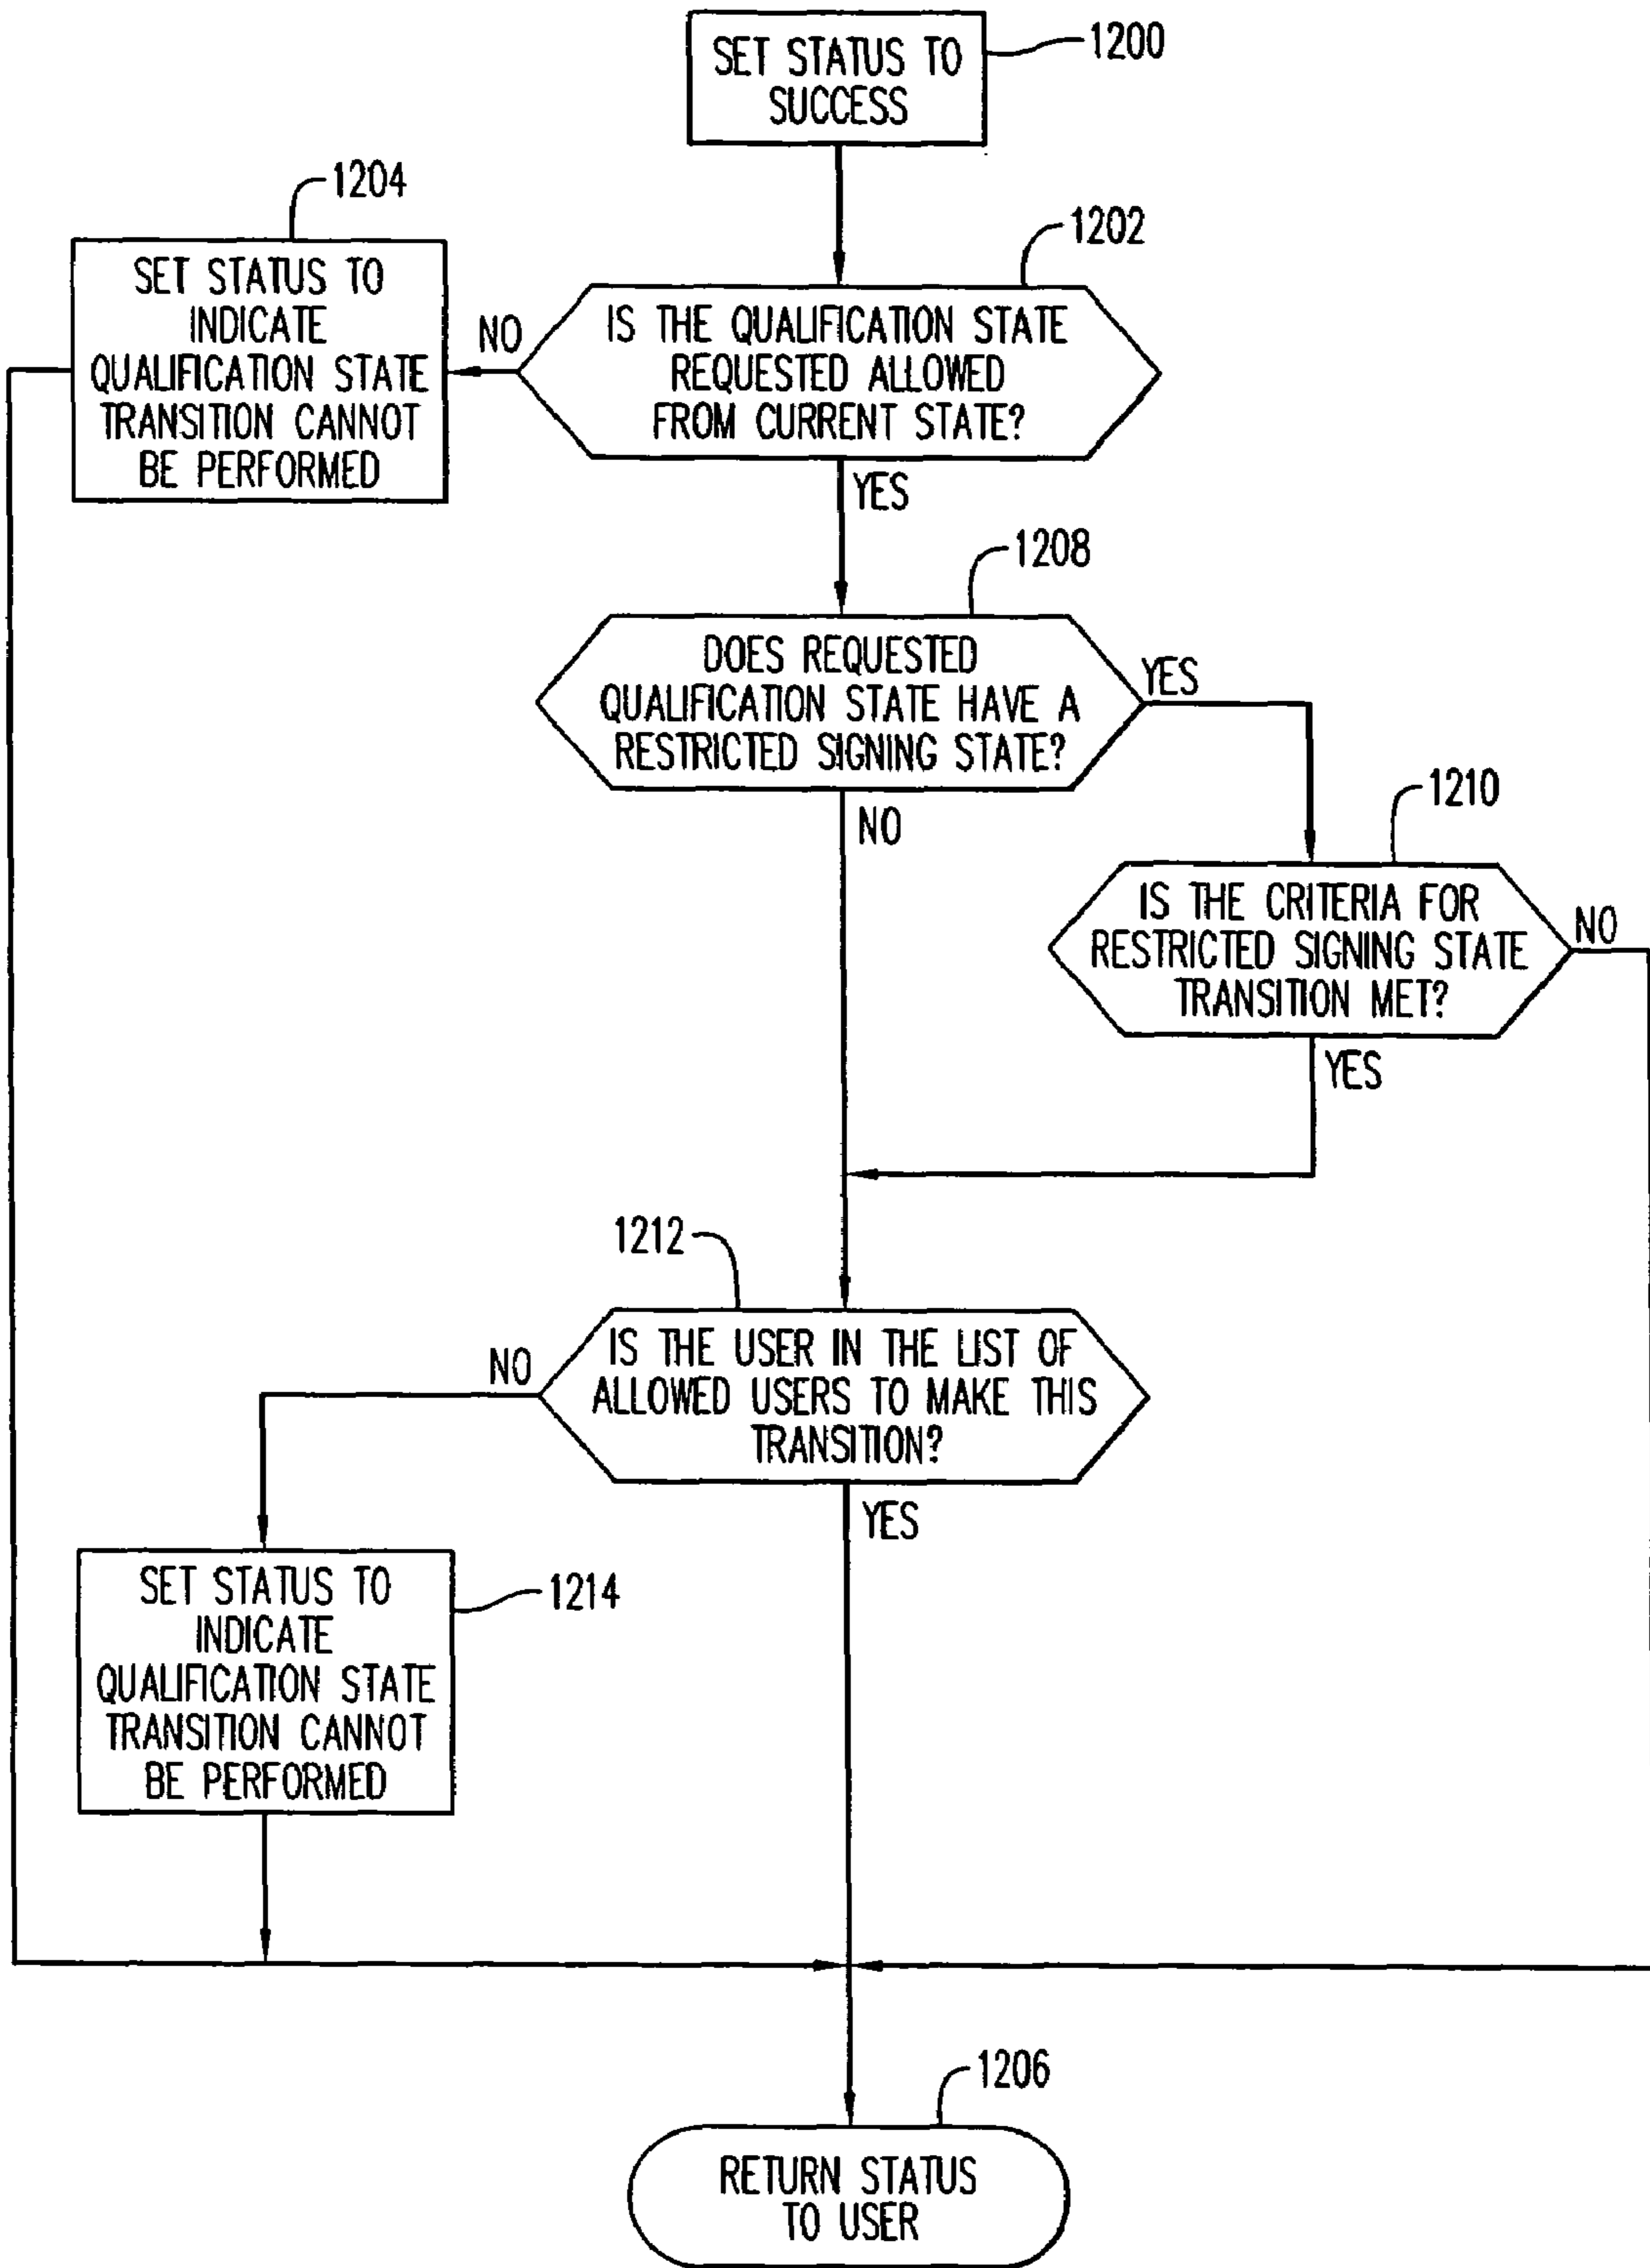 SET STATUS TO
SUCCESS
1200
1204
SET STATUS TO
INDICATE
QUALIFICATION STATE
TRANSITION CANNOT
BE PERFORMED
NO
1202
IS THE QUALIFICATION STATE
REQUESTED ALLOWED
FROM CURRENT STATE?
YES
1208
DOES REQUESTED
QUALIFICATION STATE HAVE A
RESTRICTED SIGNING STATE?
YES
NO
1210
IS THE CRITERIA FOR
RESTRICTED SIGNING STATE
TRANSITION MET?
NO
YES
1212
IS THE USER IN THE LIST OF
ALLOWED USERS TO MAKE THIS
TRANSITION?
NO
YES
SET STATUS TO
INDICATE
QUALIFICATION STATE
TRANSITION CANNOT
BE PERFORMED
1214
1206
RETURN STATUS
TO USER